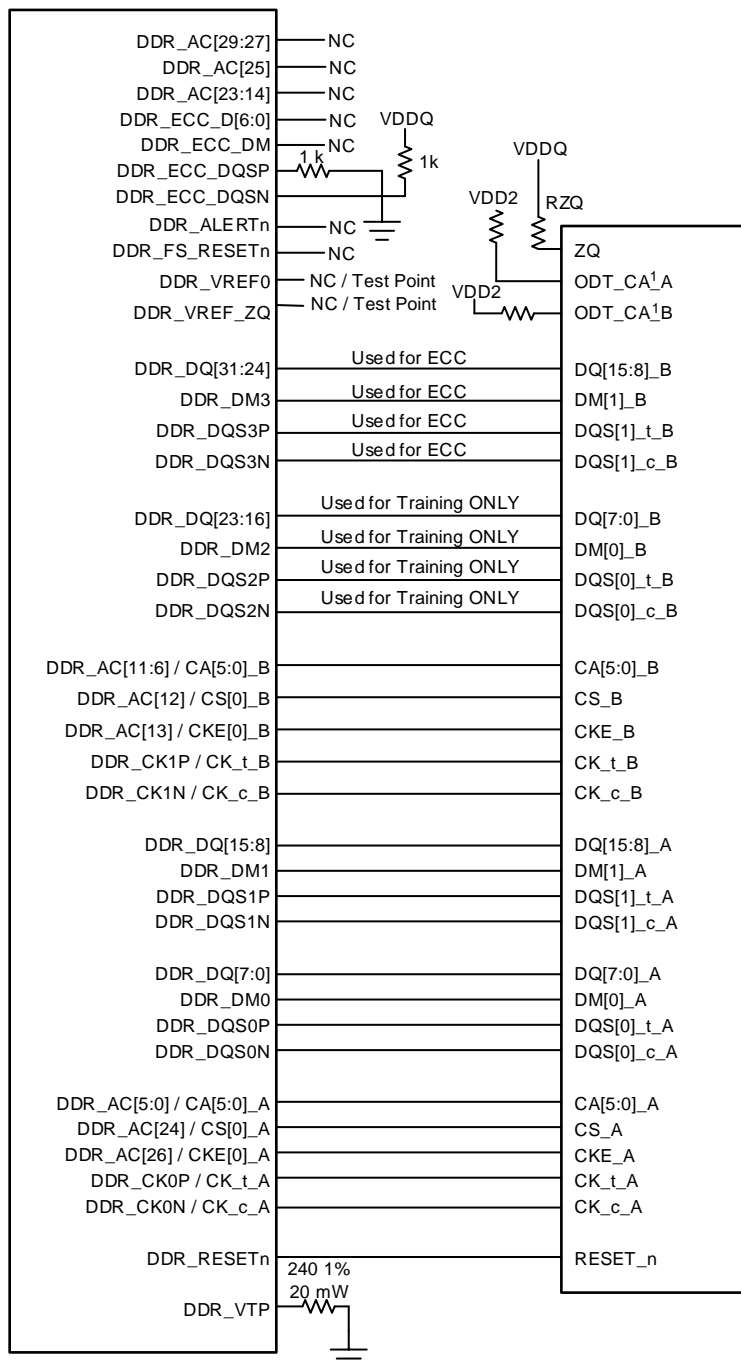 DDR_AC[29:27] NC
DDR_AC[25] NC
DDR_AC[23:14] NC
DDR_ECC_D[6:0] NC VDDQ
DDR_ECC_DM NC
DDR_ECC_DQSP 1 k 1k
DDR_ECC_DQSN
DDR_ALERTn NC
DDR_FS_RESETn NC
DDR_VREF0 NC / Test Point
DDR_VREF_ZQ NC / Test Point
VDDQ
RZQ
VDD2
ZQ
ODT_CA1_A
VDD2
ODT_CA1_B
DDR_DQ[31:24] Used for ECC DQ[15:8]_B
DDR_DM3 Used for ECC DM[1]_B
DDR_DQS3P Used for ECC DQS[1]_t_B
DDR_DQS3N Used for ECC DQS[1]_c_B
DDR_DQ[23:16] Used for Training ONLY DQ[7:0]_B
DDR_DM2 Used for Training ONLY DM[0]_B
DDR_DQS2P Used for Training ONLY DQS[0]_t_B
DDR_DQS2N Used for Training ONLY DQS[0]_c_B
DDR_AC[11:6] / CA[5:0]_B CA[5:0]_B
DDR_AC[12] / CS[0]_B CS_B
DDR_AC[13] / CKE[0]_B CKE_B
DDR_CK1P / CK_t_B CK_t_B
DDR_CK1N / CK_c_B CK_c_B
DDR_DQ[15:8] DQ[15:8]_A
DDR_DM1 DM[1]_A
DDR_DQS1P DQS[1]_t_A
DDR_DQS1N DQS[1]_c_A
DDR_DQ[7:0] DQ[7:0]_A
DDR_DM0 DM[0]_A
DDR_DQS0P DQS[0]_t_A
DDR_DQS0N DQS[0]_c_A
DDR_AC[5:0] / CA[5:0]_A CA[5:0]_A
DDR_AC[24] / CS[0]_A CS_A
DDR_AC[26] / CKE[0]_A CKE_A
DDR_CK0P / CK_t_A CK_t_A
DDR_CK0N / CK_c_A CK_c_A
DDR_RESETn RESET_n
240 1%
20 mW
DDR_VTP